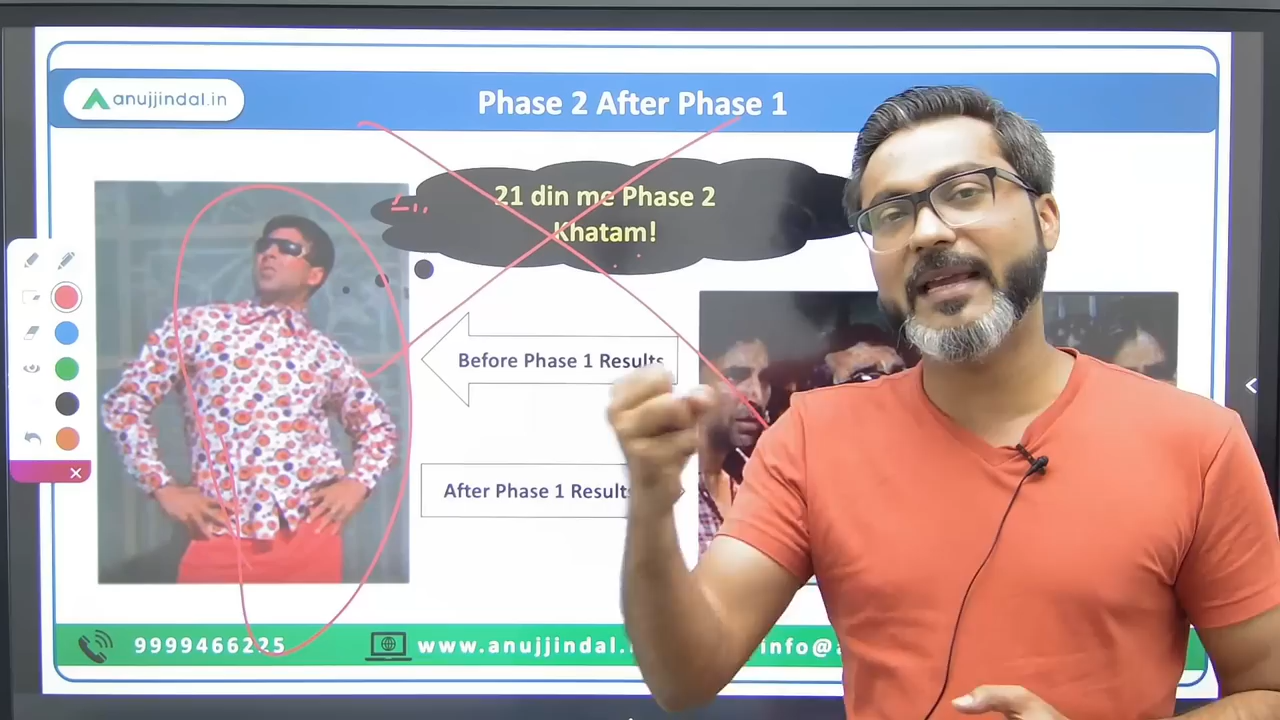 anujjindal.in
Phase 2 After Phase 1
21 din me Phase 2
Khatam!
Before Phase 1 Results
After Phase 1 Results
9999466225
www.anujjindal.
info@